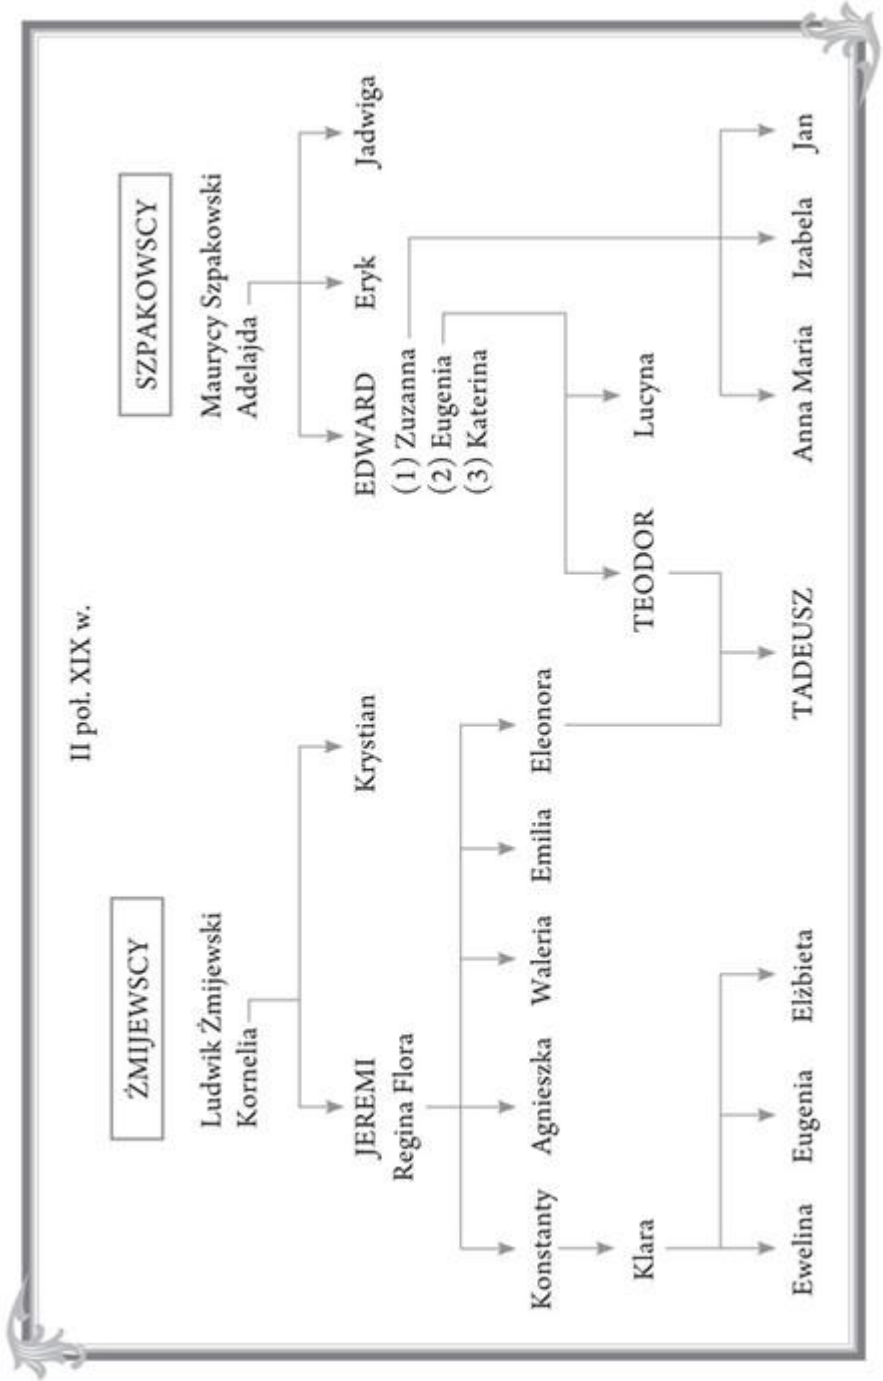 II poł. XIX w.
ŻMIJEWSCY
Ludwik Żmijewski
Kornelia
JEREMI
Regina Flora
Krystian
Konstanty
Agnieszka
Waleria
Emilia
Eleonora
Klara
Ewelina
Eugenia
Elżbieta
SZPAKOWSCY
Maurycy Szpakowski
Adelajda
EDWARD
(1) Zuzanna
(2) Eugenia
(3) Katerina
Eryk
Jadwiga
TEODOR
Lucyna
TADEUSZ
Anna Maria
Izabela
Jan